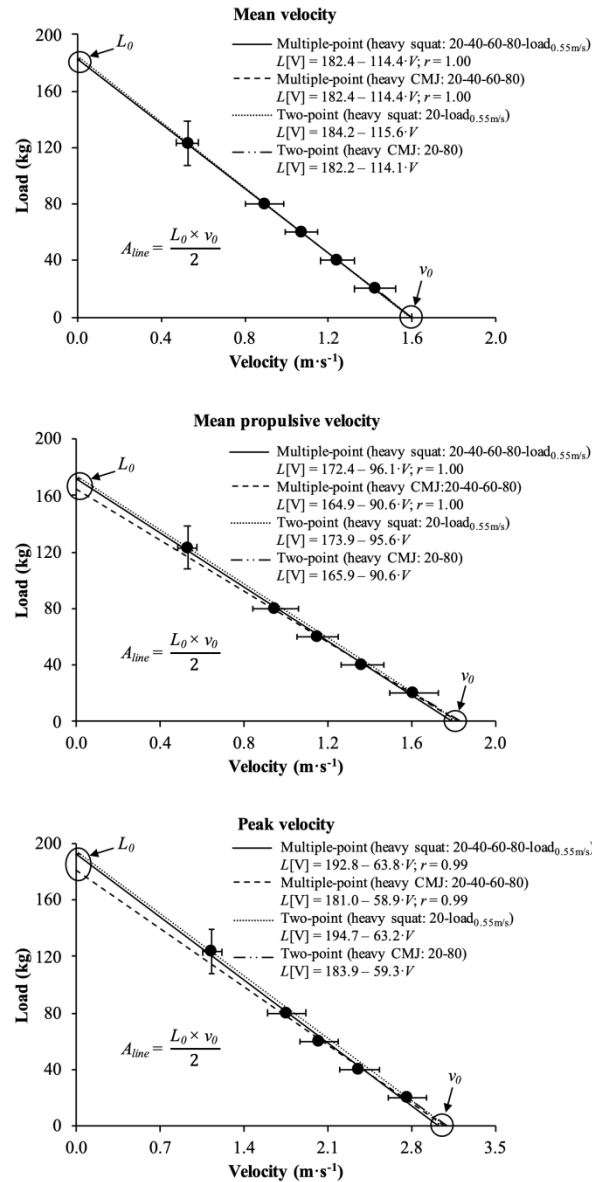 Mean velocity
200
160
120
80
40
0
Load (kg)
L0
Multiple-point (heavy squat: 20-40-60-80-load0.55m/s)
L[V] = 182.4 – 114.4·V; r = 1.00
Multiple-point (heavy CMJ: 20-40-60-80)
L[V] = 182.4 – 114.4·V; r = 1.00
Two-point (heavy squat: 20-load0.55m/s)
L[V] = 184.2 – 115.6·V
Two-point (heavy CMJ: 20-80)
L[V] = 182.2 – 114.1·V
Aline = L0 × v0
2
v0
0.0 0.4 0.8 1.2 1.6 2.0
Velocity (m·s-1)
Mean propulsive velocity
200
160
120
80
40
0
Load (kg)
L0
Multiple-point (heavy squat: 20-40-60-80-load0.55m/s)
L[V] = 172.4 – 96.1·V; r = 1.00
Multiple-point (heavy CMJ:20-40-60-80)
L[V] = 164.9 – 90.6·V; r = 1.00
Two-point (heavy squat: 20-load0.55m/s)
L[V] = 173.9 – 95.6·V
Two-point (heavy CMJ: 20-80)
L[V] = 165.9 – 90.6·V
Aline = L0 × v0
2
v0
0.0 0.4 0.8 1.2 1.6 2.0
Velocity (m·s-1)
Peak velocity
200
160
120
80
40
0
Load (kg)
L0
Multiple-point (heavy squat: 20-40-60-80-load0.55m/s)
L[V] = 192.8 – 63.8·V; r = 0.99
Multiple-point (heavy CMJ: 20-40-60-80)
L[V] = 181.0 – 58.9·V; r = 0.99
Two-point (heavy squat: 20-load0.55m/s)
L[V] = 194.7 – 63.2·V
Two-point (heavy CMJ: 20-80)
L[V] = 183.9 – 59.3·V
Aline = L0 × v0
2
v0
0.0 0.7 1.4 2.1 2.8 3.5
Velocity (m·s-1)